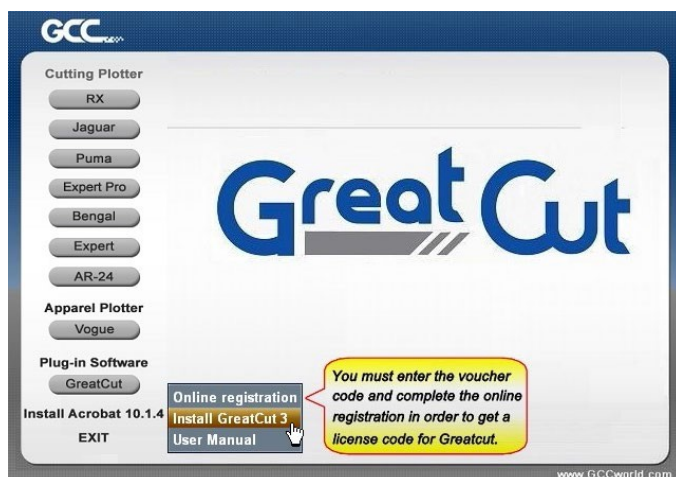 GCC
Cutting Plotter
RX
Jaguar
Puma
Expert Pro
Bengal
Expert
AR-24
Apparel Plotter
Vogue
Plug-in Software
GreatCut
Install Acrobat 10.1.4
EXIT
Great Cut
Online registration
Install GreatCut 3
User Manual
You must enter the voucher
code and complete the online
registration in order to get a
license code for Greatcut.
www.GCCworld.com